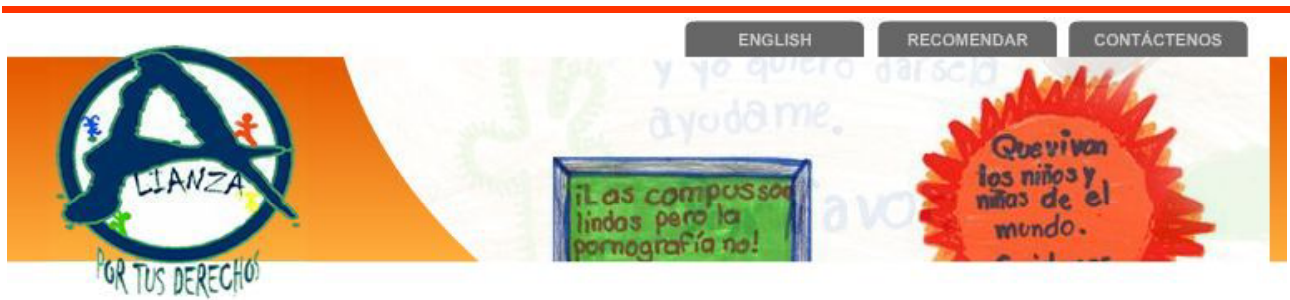 ENGLISH
RECOMENDAR
CONTÁCTENOS
y yo quiero darsela
ayudame.
ALIANZA
POR TUS DERECHOS
¡Las compus son
lindas pero la
pornografía no!
Que vivan
los niños y
niñas de el
mundo.